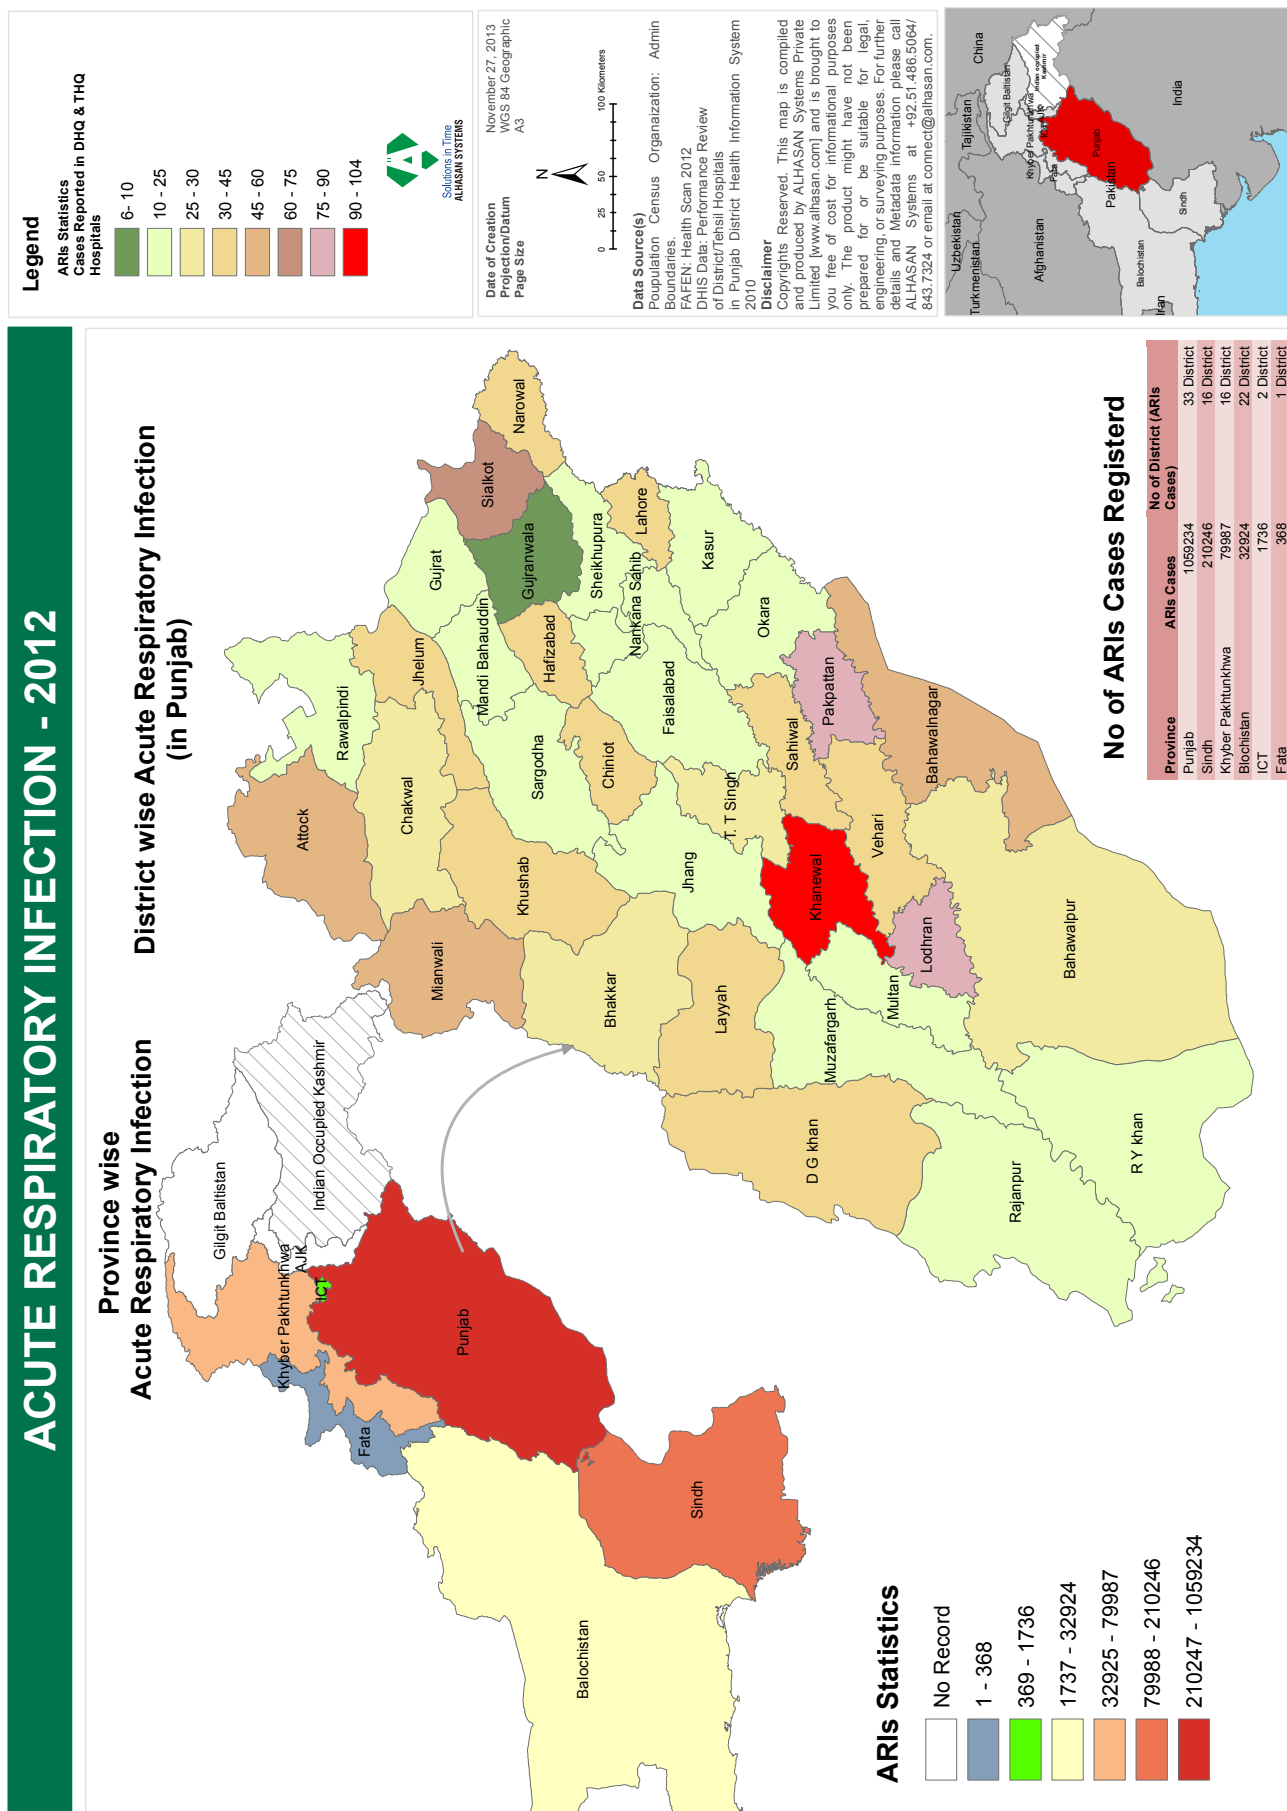 ACUTE RESPIRATORY INFECTION - 2012
Province wise
Acute Respiratory Infection
Gilgit Baltistan
Indian Occupied Kashmir
Khyber Pakhtunkhwa
AJK
ICT
Fata
Punjab
Balochistan
Sindh
ARIs Statistics
No Record
1 - 368
369 - 1736
1737 - 32924
32925 - 79987
79988 - 210246
210247 - 1059234
District wise Acute Respiratory Infection
(in Punjab)
Attock
Rawalpindi
Chakwal
Jhelum
Gujrat
Mianwali
Khushab
Sargodha
Mandi Bahauddin
Gujranwala
Sialkot
Narowal
Hafizabad
Sheikhupura
Bhakkar
Chiniot
Nankana Sahib
Lahore
Faisalabad
Jhang
Kasur
Layyah
T. T Singh
Okara
Sahiwal
Pakpattan
Khanewal
Muzafargarh
D G khan
Multan
Vehari
Lodhran
Bahawalnagar
Rajanpur
Bahawalpur
R Y khan
No of ARIs Cases Registerd
Province ARIs Cases No of District (ARIs
Cases)
Punjab 1059234 33 District
Sindh 210246 16 District
Khyber Pakhtunkhwa 79987 16 District
Blochistan 32924 22 District
ICT 1736 2 District
Fata 368 1 District
Legend
ARIs Statistics
Cases Reported in DHQ & THQ
Hospitals
6- 10
10 - 25
25 - 30
30 - 45
45 - 60
60 - 75
75 - 90
90 - 104
Solutions in Time
ALHASAN SYSTEMS
Date of Creation November 27, 2013
Projection/Datum WGS 84 Geographic
Page Size A3
N
0 25 50 100 Kilometers
Data Source(s)
Poupulation Census Organaization: Admin
Boundaries.
FAFEN: Health Scan 2012
DHIS Data: Performance Review
of District/Tehsil Hospitals
in Punjab District Health Information System
2010
Disclaimer
Copyrights Reserved. This map is compiled
and produced by ALHASAN Systems Private
Limited [www.alhasan.com] and is brought to
you free of cost for informational purposes
only. The product might have not been
prepared for or be suitable for legal,
engineering, or surveying purposes. For further
details and Metadata information please call
ALHASAN Systems at +92.51.486.5064/
843.7324 or email at connect@alhasan.com.
Uzbekistan
Tajikistan
China
Turkmenistan
Gilgit Baltistan
Indian occupied
Kashmir
Khyber Pakhtunkhwa
Fata
Afghanistan
Punjab
Pakistan
India
Balochistan
Sindh
Iran